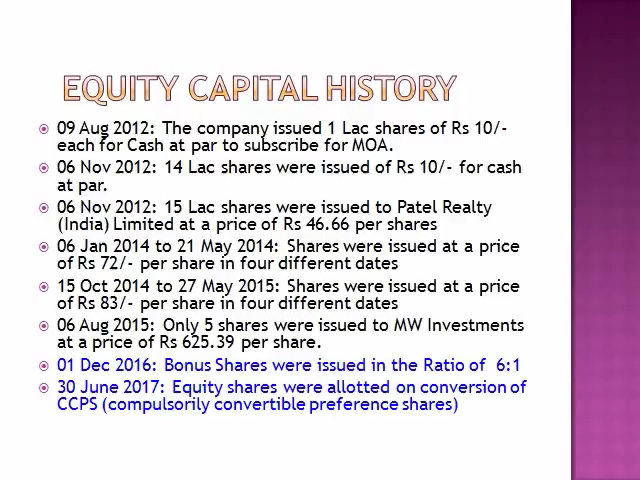 EQUITY CAPITAL HISTORY
09 Aug 2012: The company issued 1 Lac shares of Rs 10/-
each for Cash at par to subscribe for MOA.
06 Nov 2012: 14 Lac shares were issued of Rs 10/- for cash
at par.
06 Nov 2012: 15 Lac shares were issued to Patel Realty
(India) Limited at a price of Rs 46.66 per shares
06 Jan 2014 to 21 May 2014: Shares were issued at a price
of Rs 72/- per share in four different dates
15 Oct 2014 to 27 May 2015: Shares were issued at a price
of Rs 83/- per share in four different dates
06 Aug 2015: Only 5 shares were issued to MW Investments
at a price of Rs 625.39 per share.
01 Dec 2016: Bonus Shares were issued in the Ratio of 6:1
30 June 2017: Equity shares were allotted on conversion of
CCPS (compulsorily convertible preference shares)